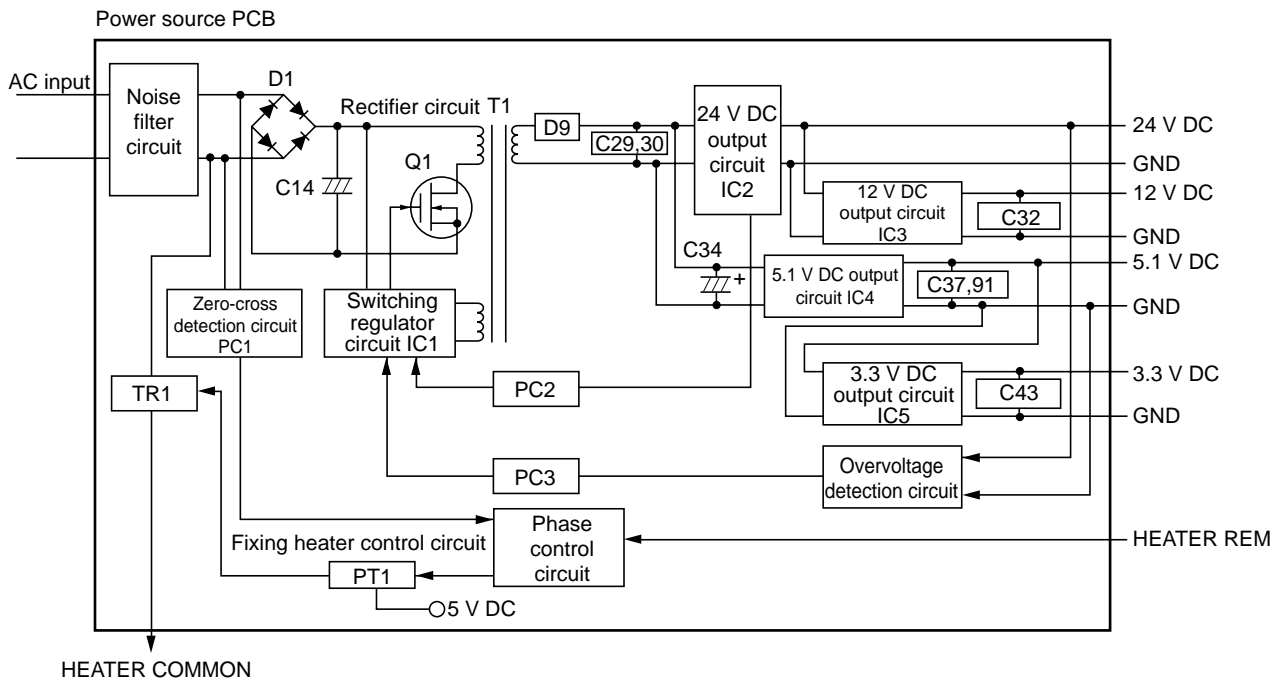 Power source PCB
AC input
Noise
filter
circuit
D1
Rectifier circuit
T1
C14
Q1
D9
C29,30
24 V DC
output
circuit
IC2
24 V DC
GND
12 V DC
output circuit
IC3
C32
12 V DC
GND
C34
+
5.1 V DC output
circuit IC4
C37,91
5.1 V DC
GND
Zero-cross
detection circuit
PC1
Switching
regulator
circuit IC1
TR1
PC2
3.3 V DC
output circuit
IC5
C43
3.3 V DC
GND
PC3
Overvoltage
detection circuit
Fixing heater control circuit
Phase
control
circuit
HEATER REM
PT1
5 V DC
HEATER COMMON